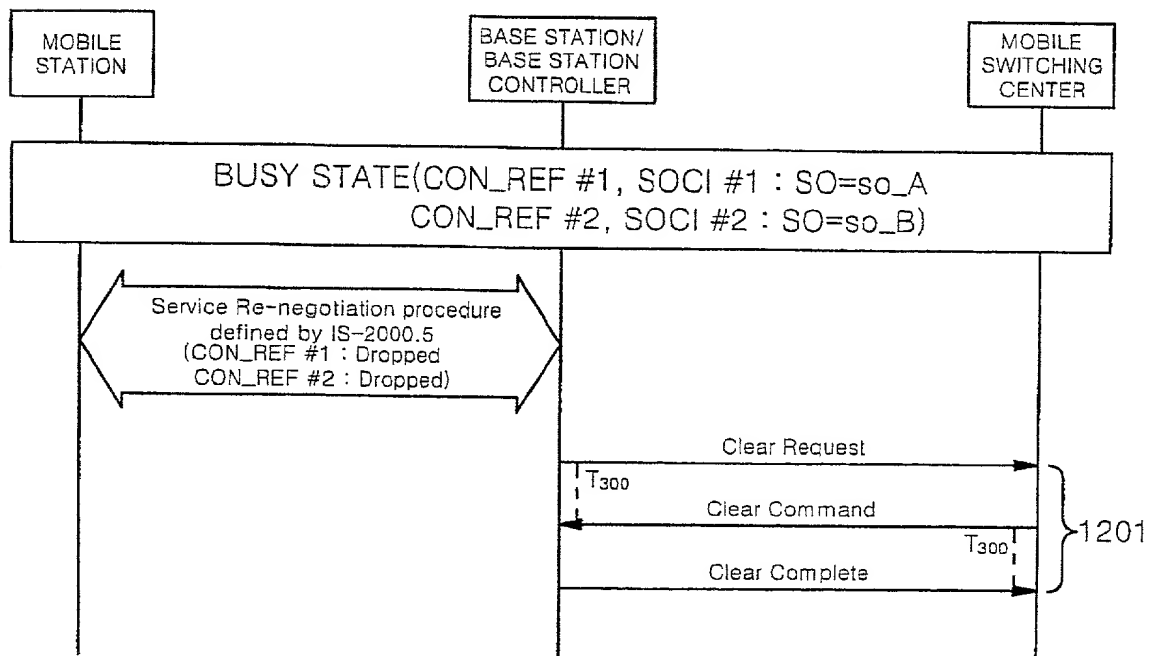 MOBILE
STATION
BASE STATION/
BASE STATION
CONTROLLER
MOBILE
SWITCHING
CENTER
BUSY STATE(CON_REF #1, SOCI #1 : SO=so_A
CON_REF #2, SOCI #2 : SO=so_B)
Service Re-negotiation procedure
defined by IS-2000.5
(CON_REF #1 : Dropped
CON_REF #2 : Dropped)
Clear Request
T300
Clear Command
T300
1201
Clear Complete